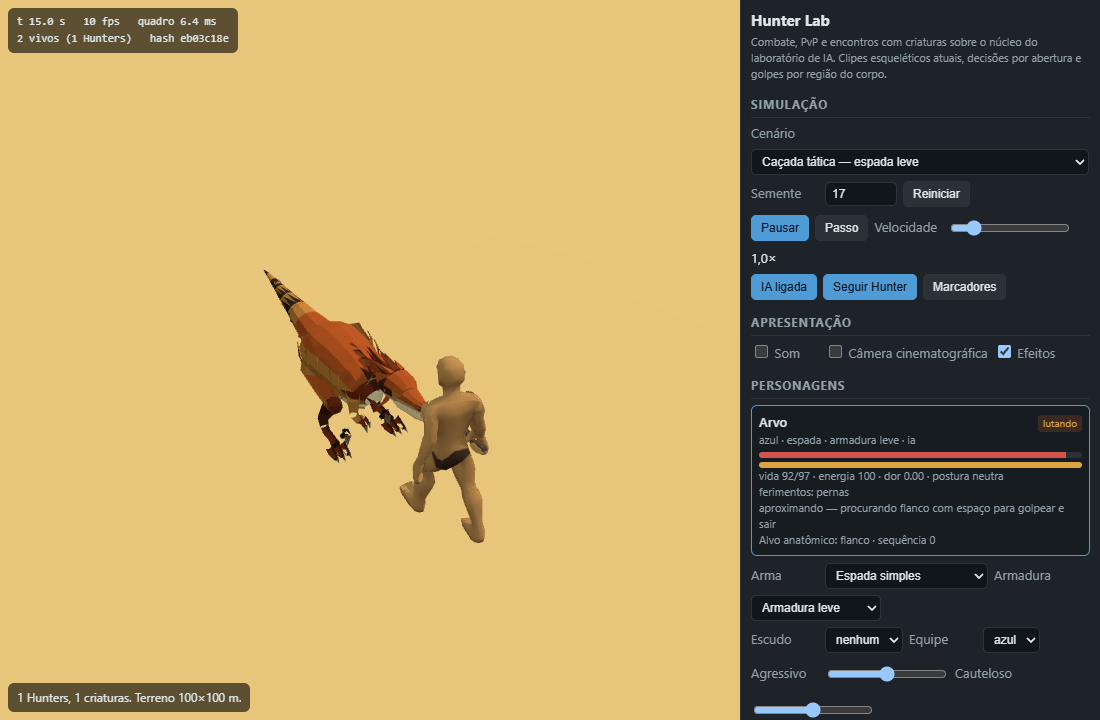 t 15.0 s   10 fps   quadro 6.4 ms
2 vivos (1 Hunters)   hash eb03c18e
Hunter Lab
Combate, PvP e encontros com criaturas sobre o núcleo do
laboratório de IA. Clipes esqueléticos atuais, decisões por abertura e
golpes por região do corpo.
SIMULAÇÃO
Cenário
Caçada tática — espada leve
Semente 17 Reiniciar
Pausar Passo Velocidade
1,0×
IA ligada Seguir Hunter Marcadores
APRESENTAÇÃO
Som Câmera cinematográfica Efeitos
PERSONAGENS
Arvo lutando
azul · espada · armadura leve · ia
vida 92/97 · energia 100 · dor 0.00 · postura neutra
ferimentos: pernas
aproximando — procurando flanco com espaço para golpear e
sair
Alvo anatômico: flanco · sequência 0
Arma Espada simples Armadura
Armadura leve
Escudo nenhum Equipe azul
Agressivo Cauteloso
1 Hunters, 1 criaturas. Terreno 100×100 m.